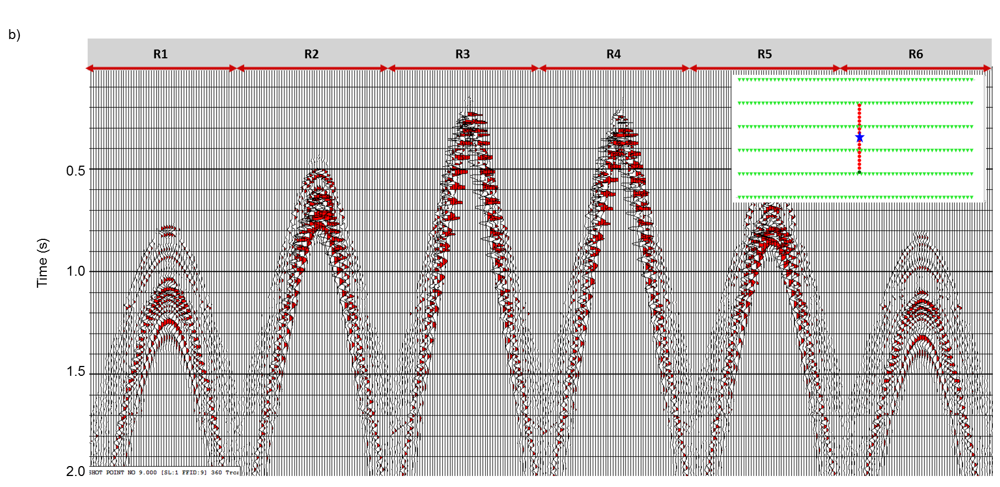 b)
R1 R2 R3 R4 R5 R6
Time (s)
0.5
1.0
1.5
2.0
SHOT POINT NO 9.000 [SL:1 FFID:9] 360 Trcs